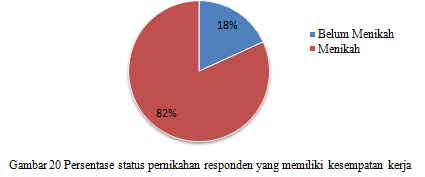 18%
Belum Menikah
Menikah
82%
Gambar 20 Persentase status pernikahan responden yang memiliki kesempatan kerja